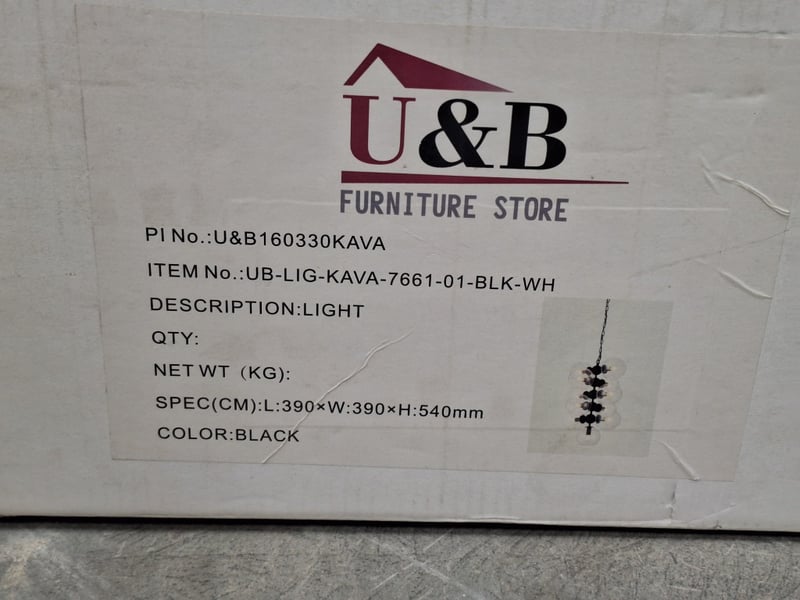 U&B
FURNITURE STORE
PI No.:U&B160330KAVA
ITEM No.:UB-LIG-KAVA-7661-01-BLK-WH
DESCRIPTION:LIGHT
QTY:
NET WT (KG):
SPEC(CM):L:390×W:390×H:540mm
COLOR:BLACK